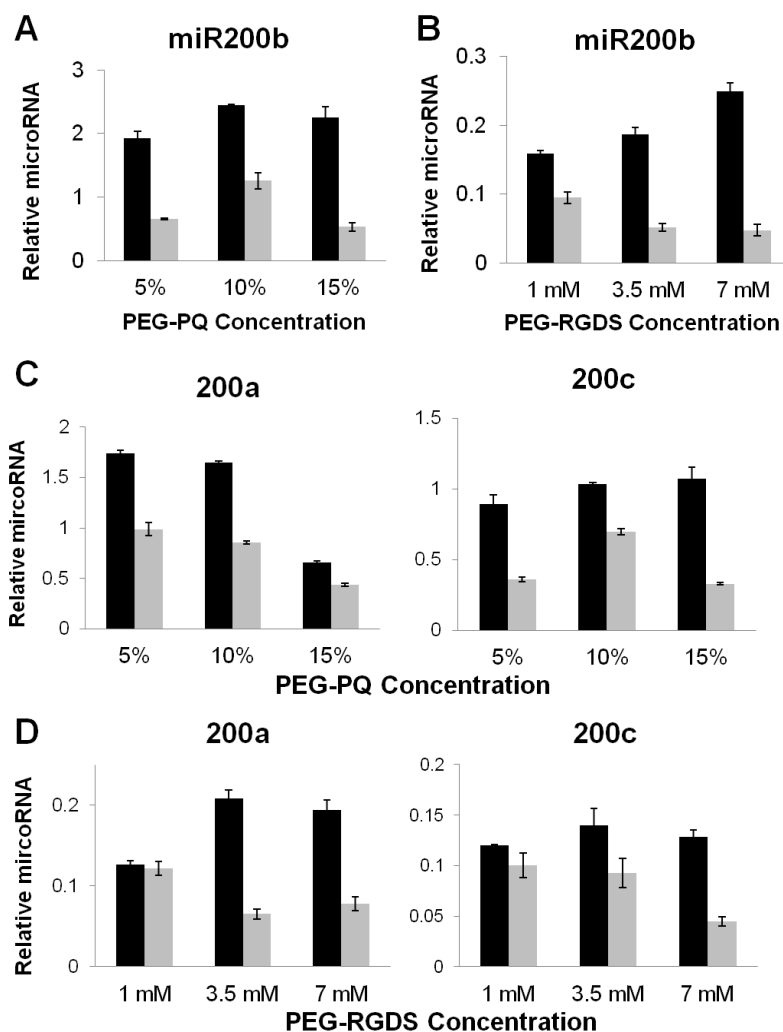 A
miR200b
Relative microRNA
3
2
1
0
5% 10% 15%
PEG-PQ Concentration
B
miR200b
Relative microRNA
0.3
0.2
0.1
0
1 mM 3.5 mM 7 mM
PEG-RGDS Concentration
C
200a
Relative mircoRNA
2
1.5
1
0.5
0
5% 10% 15%
200c
1.5
1
0.5
0
5% 10% 15%
PEG-PQ Concentration
D
200a
Relative mircoRNA
0.2
0.1
0
1 mM 3.5 mM 7 mM
200c
0.2
0.15
0.1
0.05
0
1 mM 3.5 mM 7 mM
PEG-RGDS Concentration